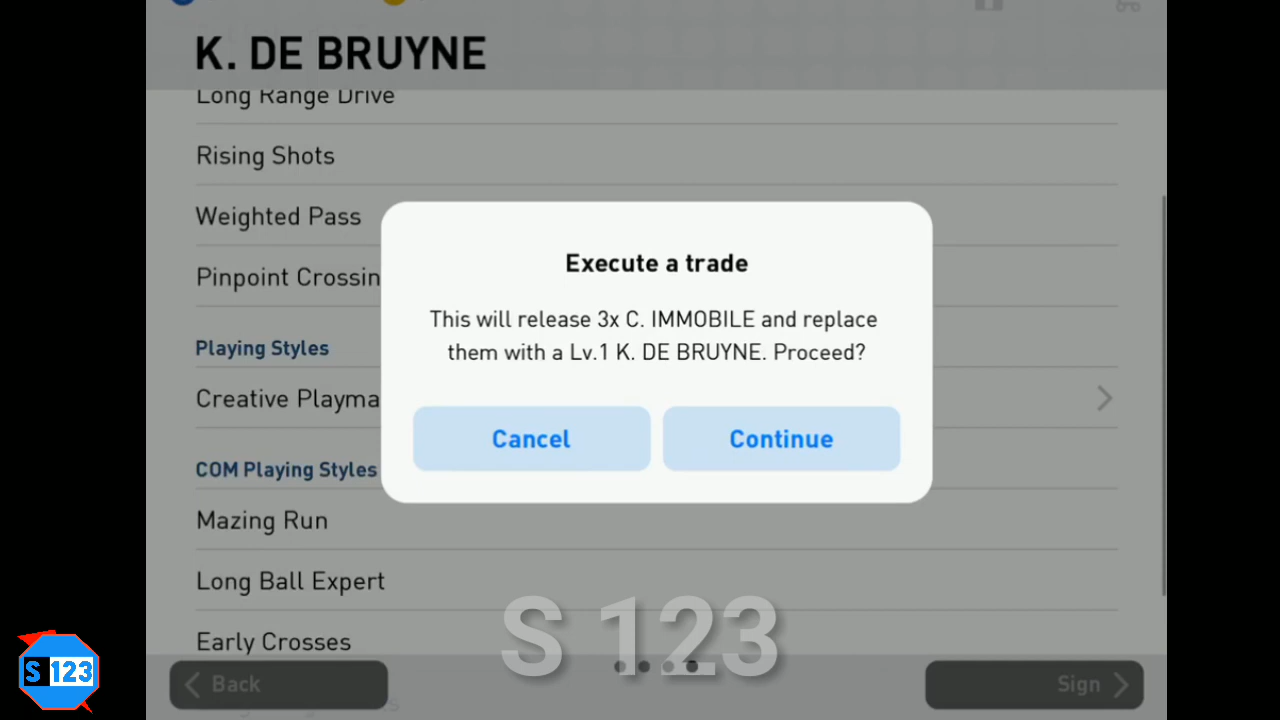 K. DE BRUYNE
Long Range Drive
Rising Shots
Weighted Pass
Pinpoint Crossin
Execute a trade
This will release 3x C. IMMOBILE and replace
them with a Lv.1 K. DE BRUYNE. Proceed?
Playing Styles
Creative Playma
Cancel
Continue
COM Playing Styles
Mazing Run
Long Ball Expert
Early Crosses
S 123
S 123
Back
Sign